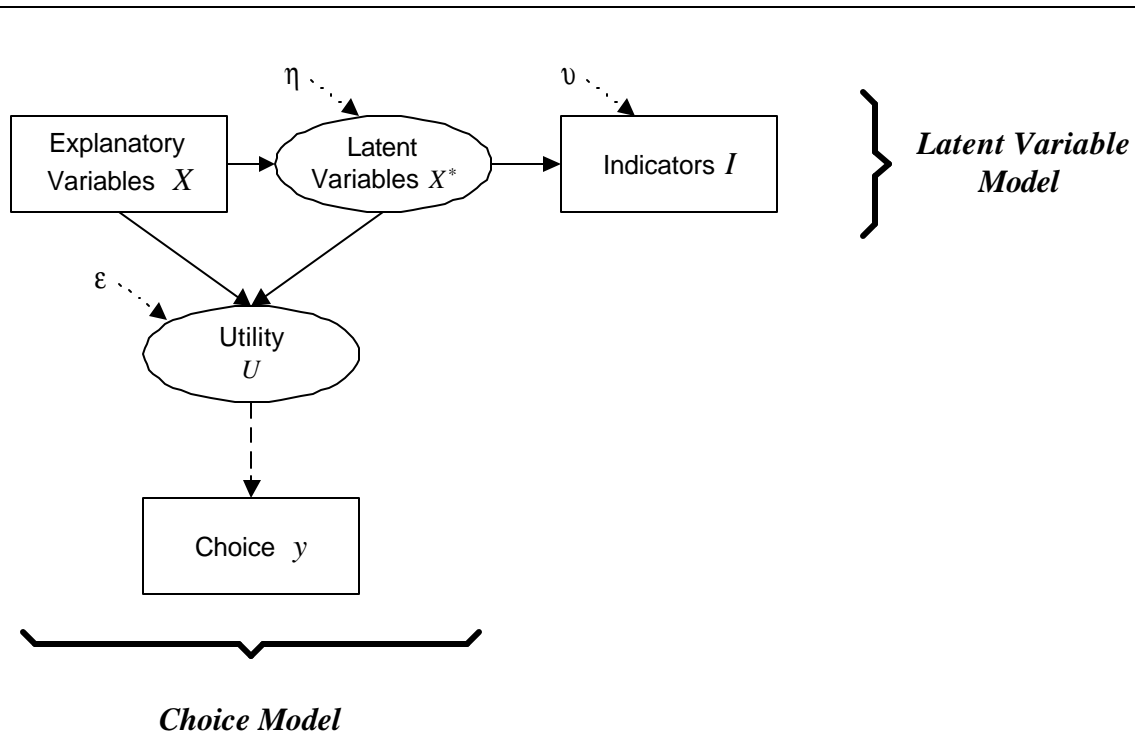 η
υ
Explanatory
Variables X
Latent
Variables X*
Indicators I
Latent Variable
Model
ε
Utility
U
Choice y
Choice Model